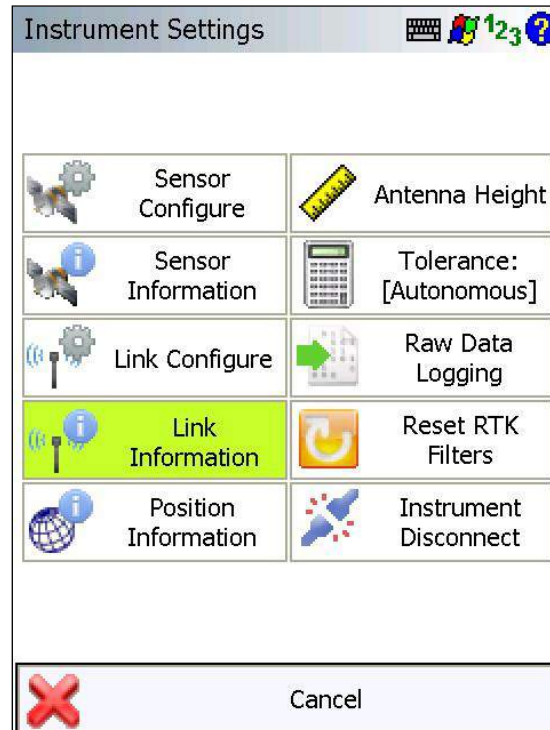 Instrument Settings
123
?
Sensor
Configure
Antenna Height
Sensor
Information
Tolerance:
[Autonomous]
Link Configure
Raw Data
Logging
Link
Information
Reset RTK
Filters
Position
Information
Instrument
Disconnect
Cancel